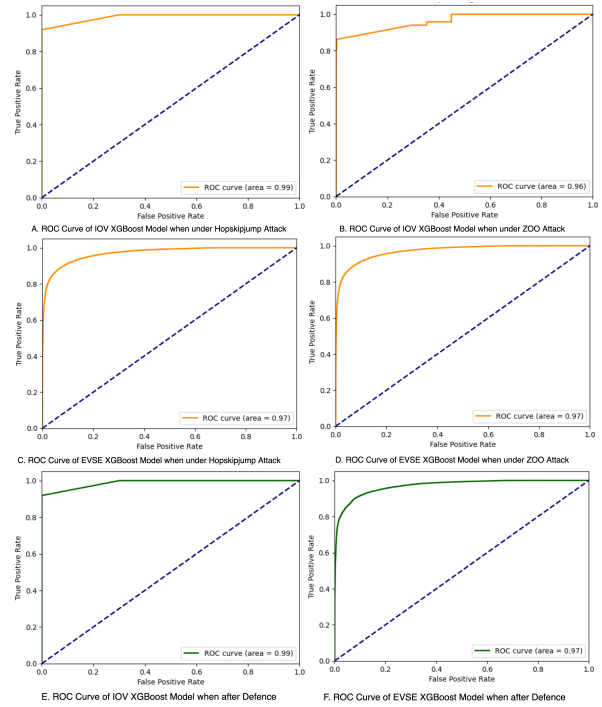 True Positive Rate
1.0
0.8
0.6
0.4
0.2
0.0
ROC curve (area = 0.99)
0.0 0.2 0.4 0.6 0.8 1.0
False Positive Rate
A. ROC Curve of IOV XGBoost Model when under Hopskipjump Attack
True Positive Rate
1.0
0.8
0.6
0.4
0.2
0.0
ROC curve (area = 0.96)
0.0 0.2 0.4 0.6 0.8 1.0
False Positive Rate
B. ROC Curve of IOV XGBoost Model when under ZOO Attack
True Positive Rate
1.0
0.8
0.6
0.4
0.2
0.0
ROC curve (area = 0.97)
0.0 0.2 0.4 0.6 0.8 1.0
False Positive Rate
C. ROC Curve of EVSE XGBoost Model when under Hopskipjump Attack
True Positive Rate
1.0
0.8
0.6
0.4
0.2
0.0
ROC curve (area = 0.97)
0.0 0.2 0.4 0.6 0.8 1.0
False Positive Rate
D. ROC Curve of EVSE XGBoost Model when under ZOO Attack
True Positive Rate
1.0
0.8
0.6
0.4
0.2
0.0
ROC curve (area = 0.99)
0.0 0.2 0.4 0.6 0.8 1.0
False Positive Rate
E. ROC Curve of IOV XGBoost Model when after Defence
True Positive Rate
1.0
0.8
0.6
0.4
0.2
0.0
ROC curve (area = 0.97)
0.0 0.2 0.4 0.6 0.8 1.0
False Positive Rate
F. ROC Curve of EVSE XGBoost Model when after Defence